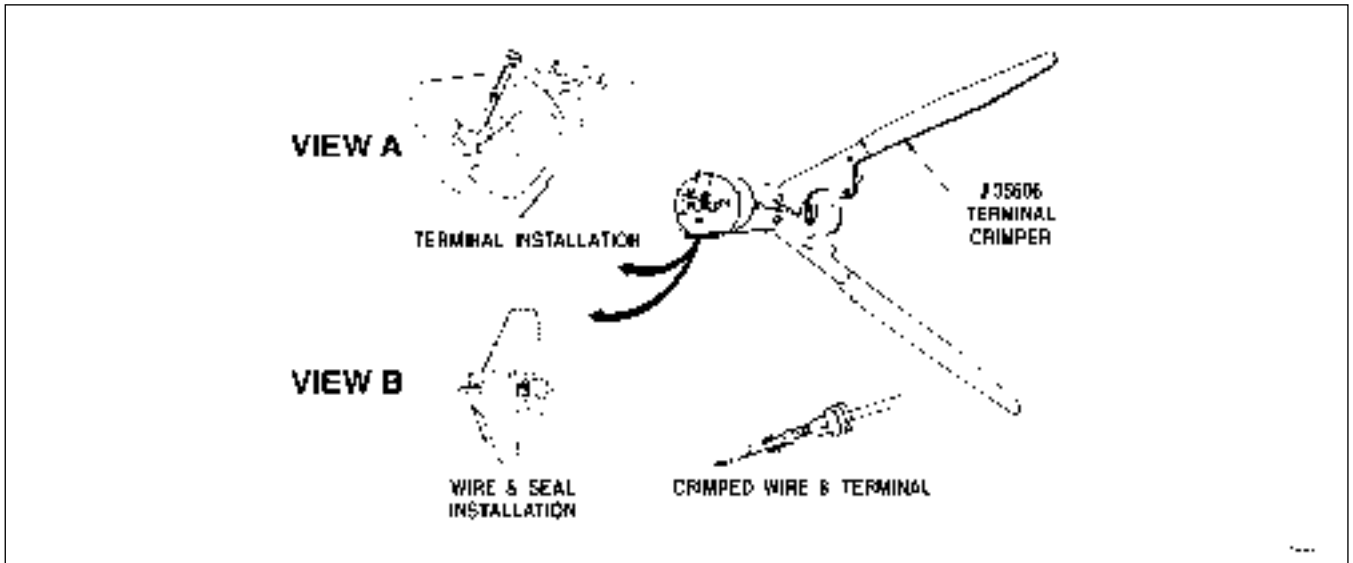 VIEW A
TERMINAL INSTALLATION
J 35606
TERMINAL
CRIMPER
VIEW B
WIRE & SEAL
INSTALLATION
CRIMPED WIRE & TERMINAL